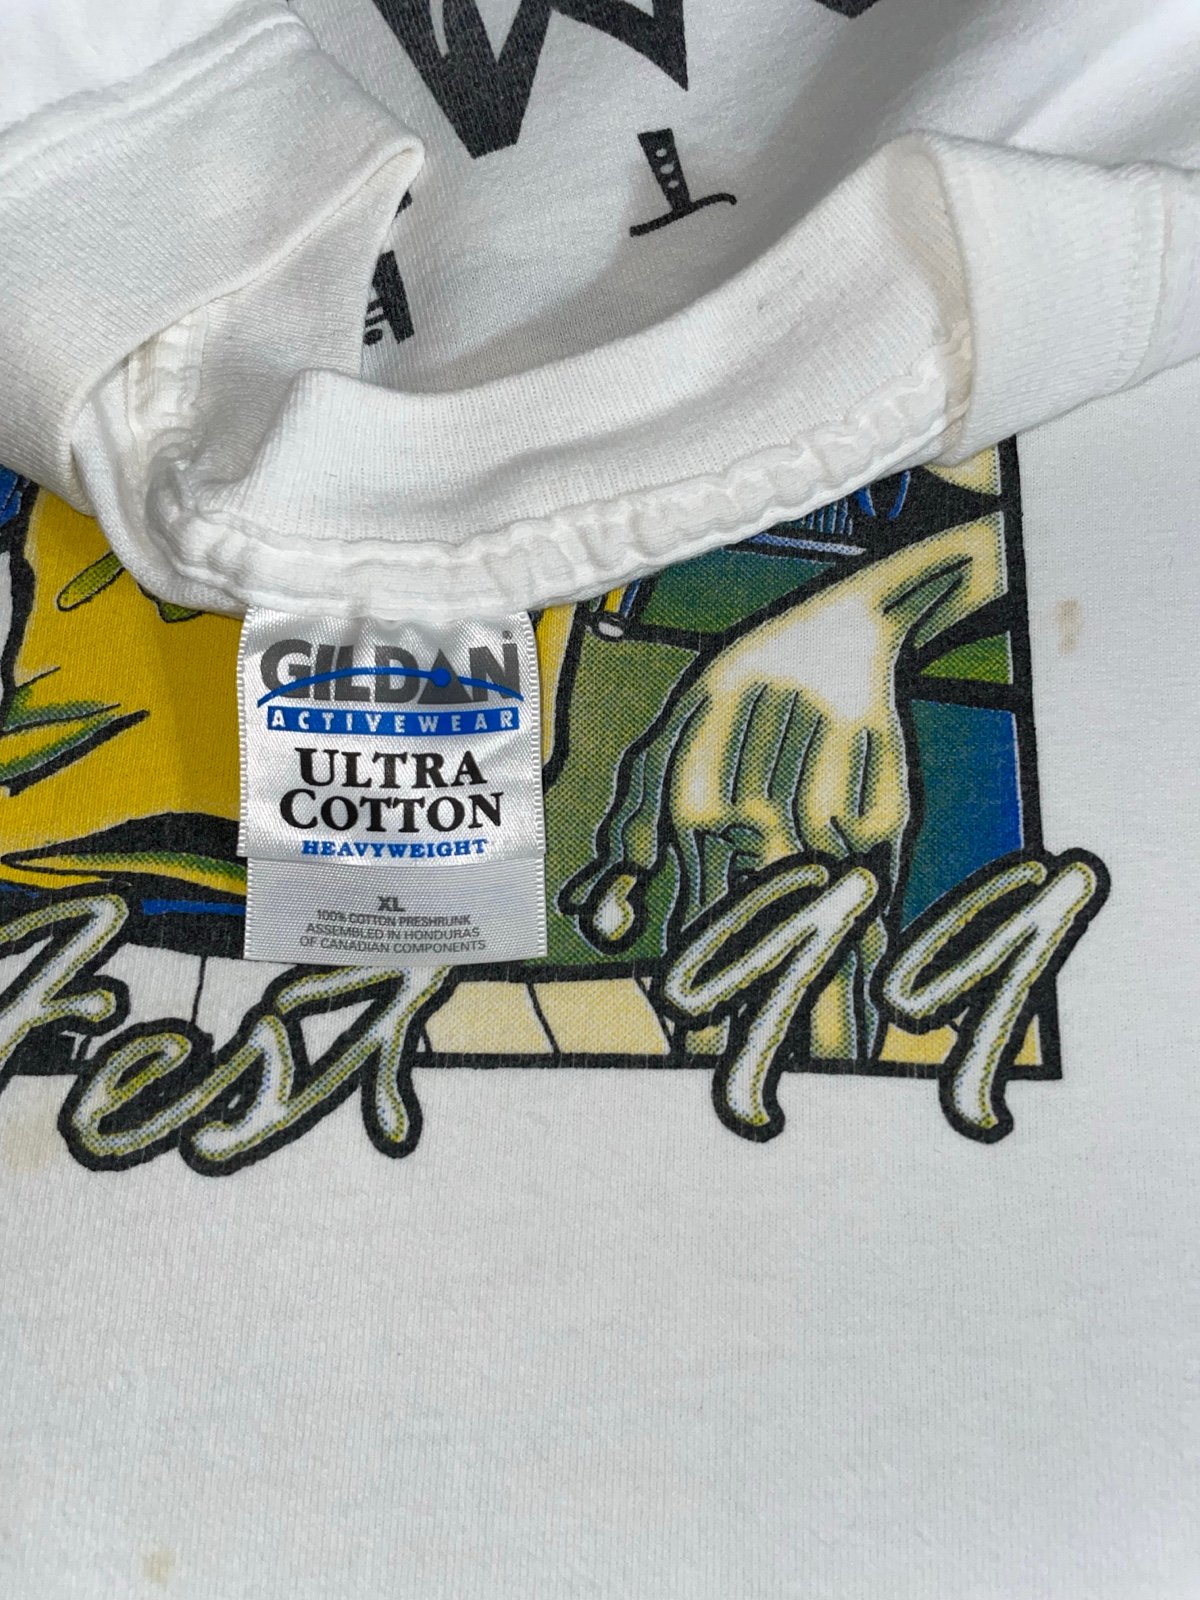 GILDAN®
ACTIVEWEAR
ULTRA
COTTON
HEAVYWEIGHT
XL
100% COTTON PRESHRUNK
ASSEMBLED IN HONDURAS
OF CANADIAN COMPONENTS
Fest 99